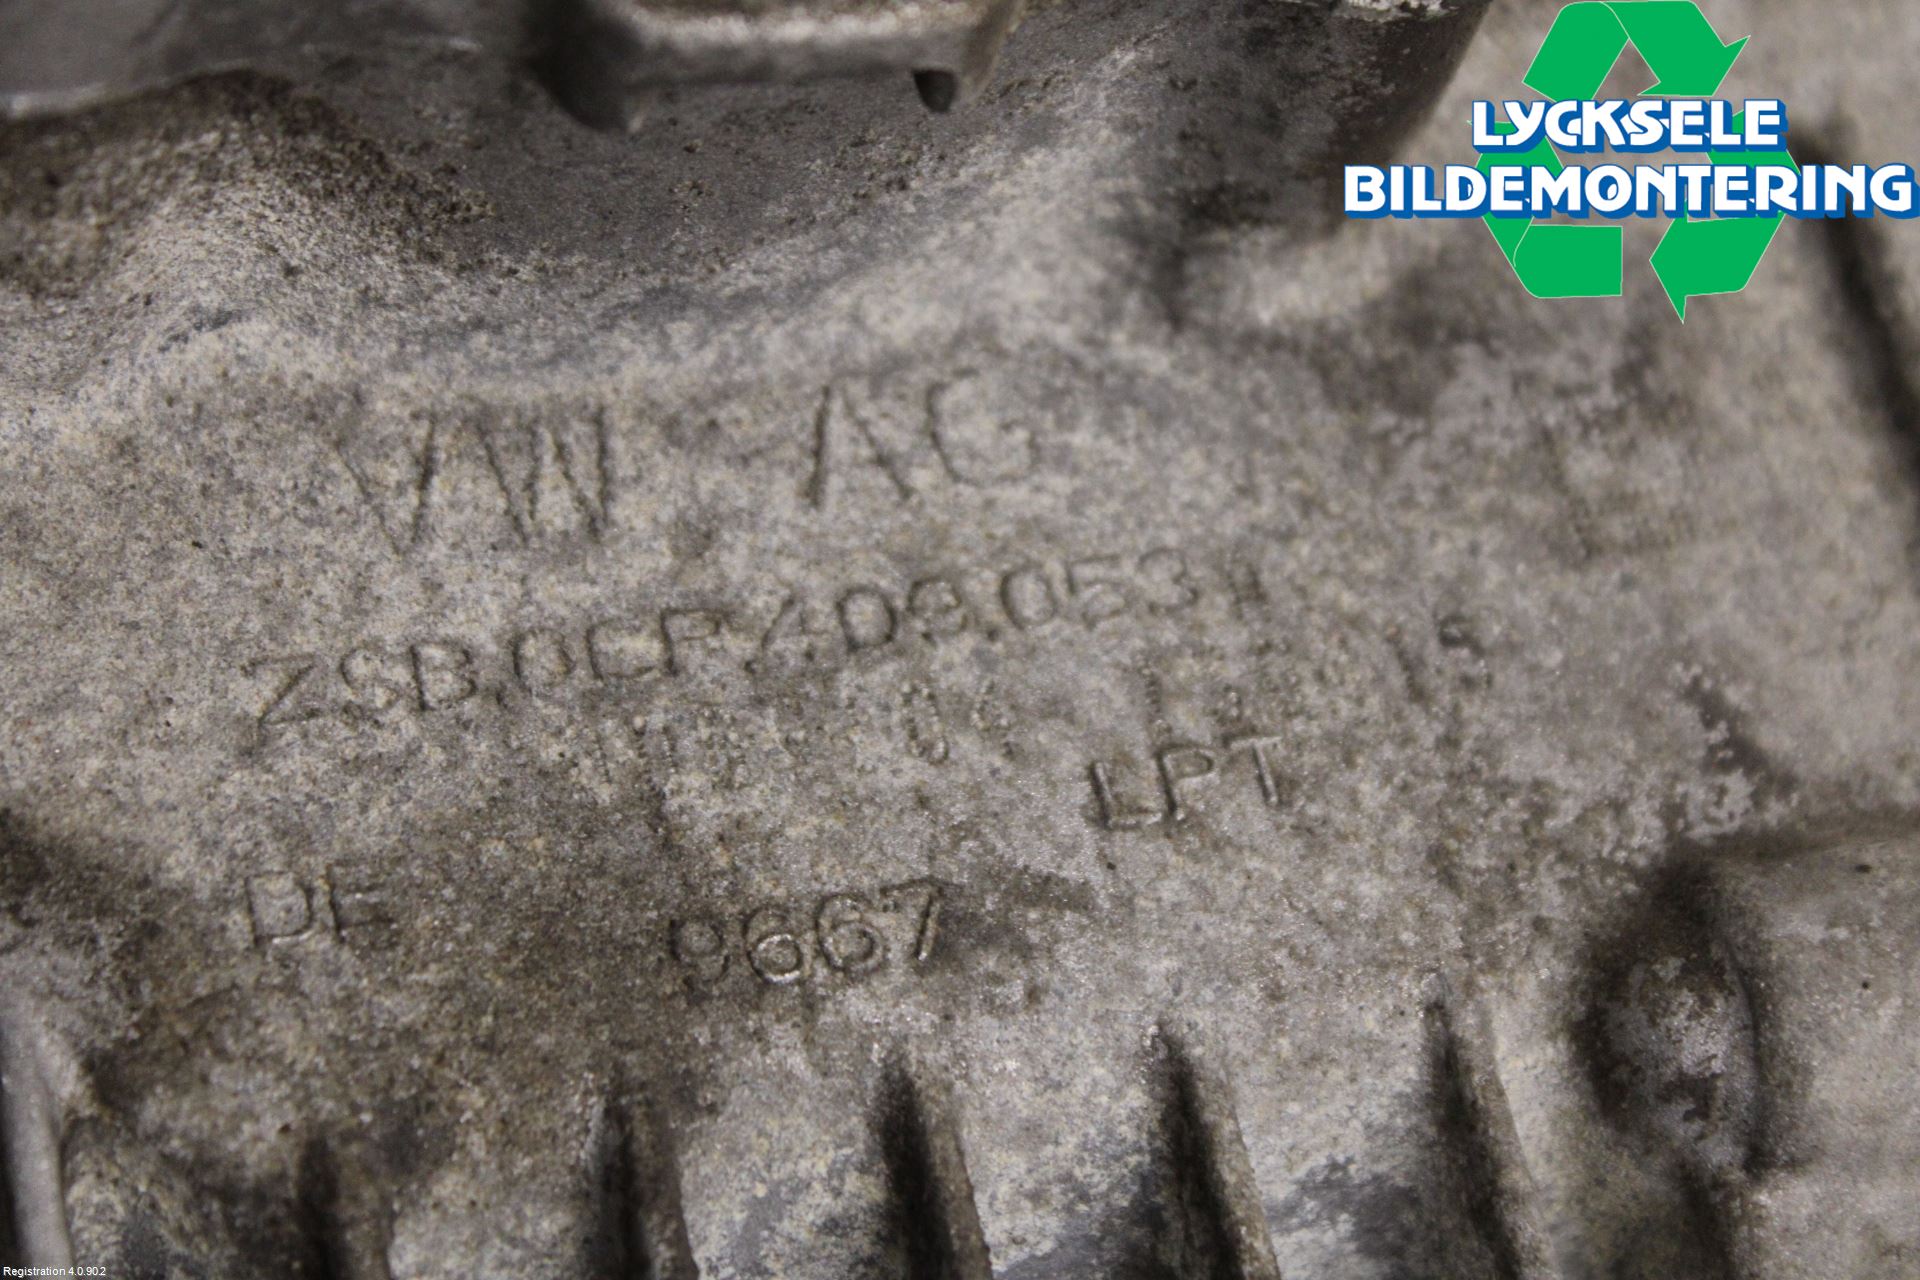 LYCKSELE
BILDEMONTERING
VW AG
ZSB.0CP.409.053
LPT
DE 9667
Registration 4.0.90.2